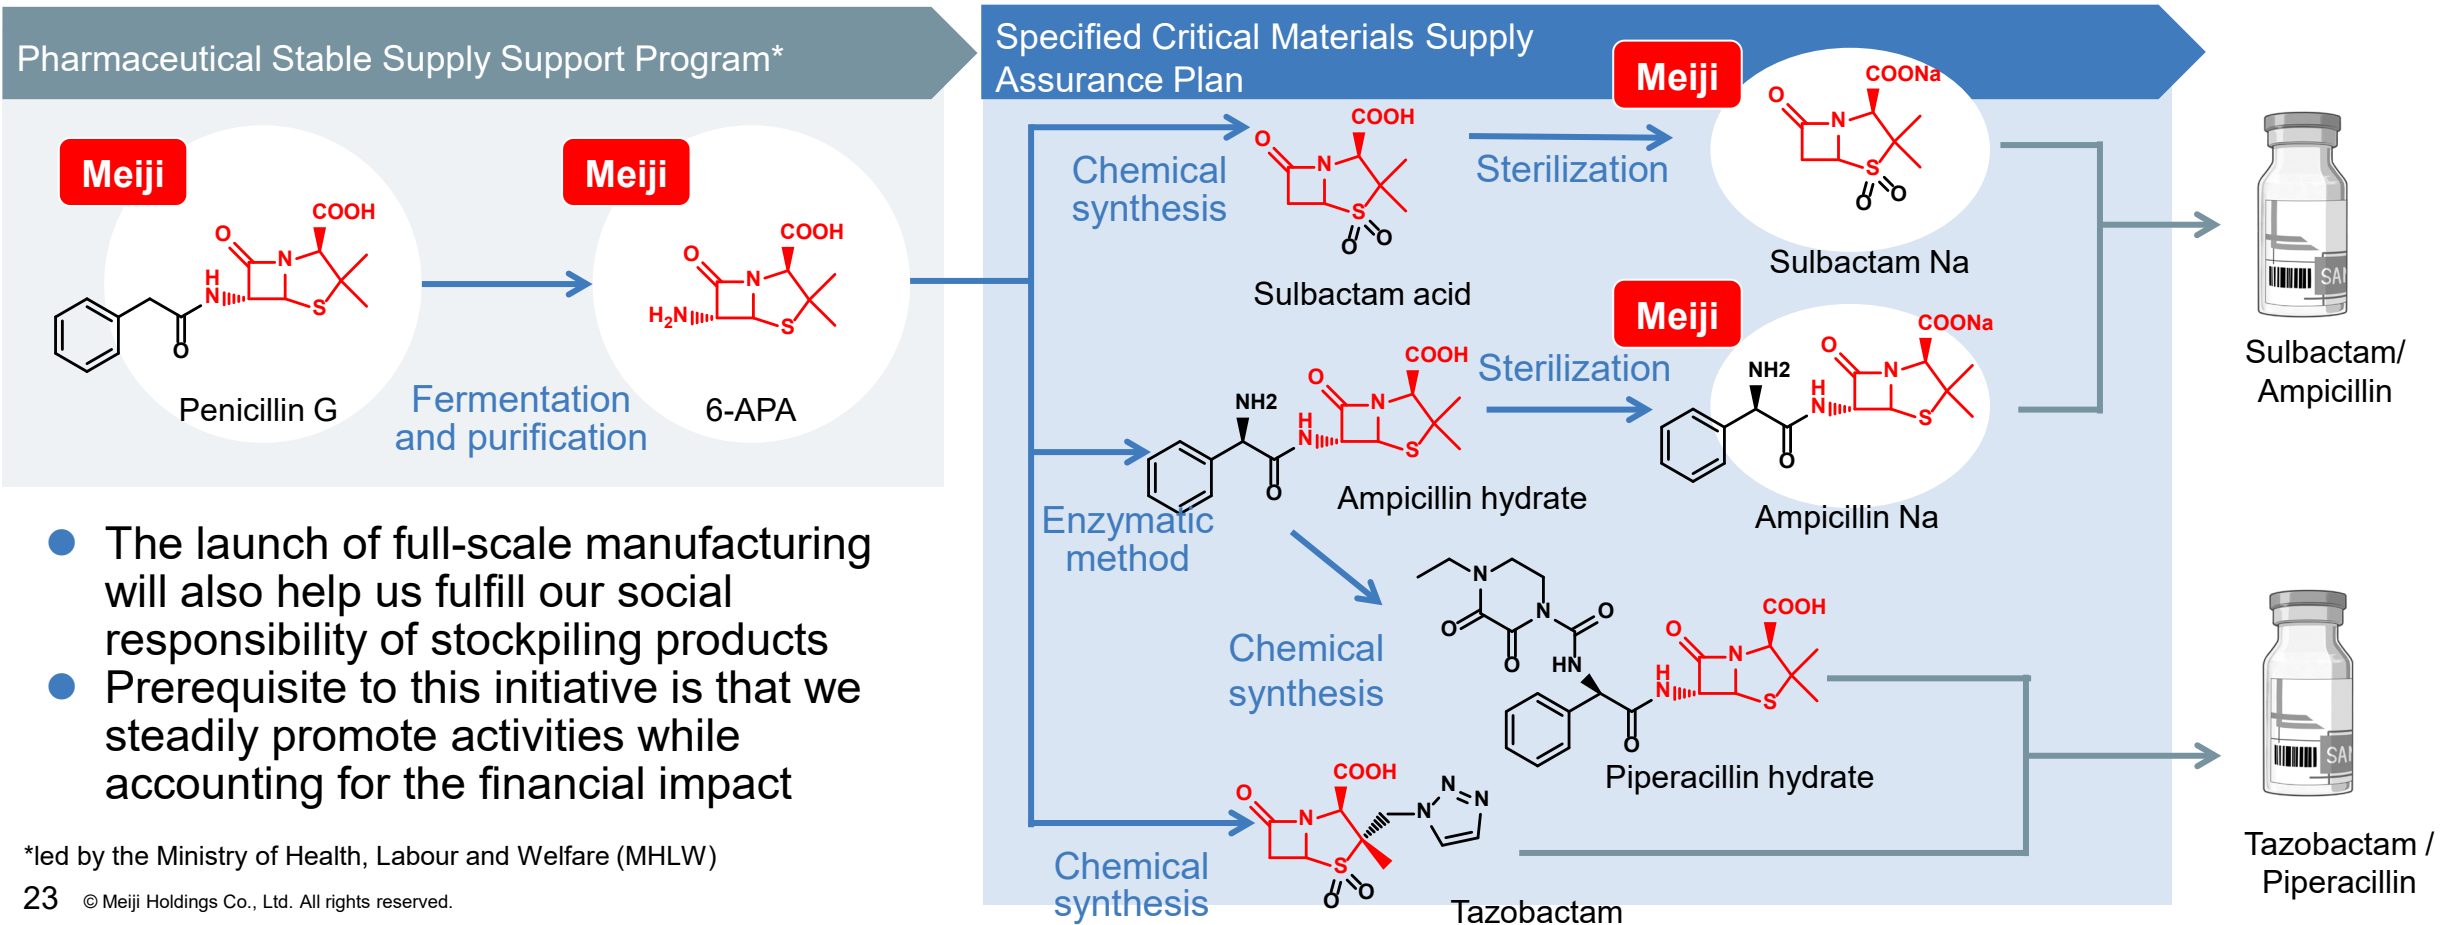 Pharmaceutical Stable Supply Support Program*
Specified Critical Materials Supply
Assurance Plan
Meiji
COOH
O
N
H
N
S
O
Penicillin G
Fermentation
and purification
Meiji
COOH
O
N
H2N
S
6-APA
Chemical
synthesis
COOH
O
N
S
O
O
Sulbactam acid
Sterilization
Meiji
COONa
O
N
S
O
O
Sulbactam Na
Enzymatic
method
COOH
O
N
NH2
H
N
S
O
Ampicillin hydrate
Sterilization
Meiji
COONa
O
N
NH2
H
N
S
O
Ampicillin Na
SAN
Sulbactam/
Ampicillin
Chemical
synthesis
N
N
O
O
O
HN
COOH
O
N
H
N
S
O
Piperacillin hydrate
Chemical
synthesis
COOH
O
N
N
N
N
S
O
O
Tazobactam
SAN
Tazobactam /
Piperacillin
The launch of full-scale manufacturing
will also help us fulfill our social
responsibility of stockpiling products
Prerequisite to this initiative is that we
steadily promote activities while
accounting for the financial impact
*led by the Ministry of Health, Labour and Welfare (MHLW)
23 © Meiji Holdings Co., Ltd. All rights reserved.